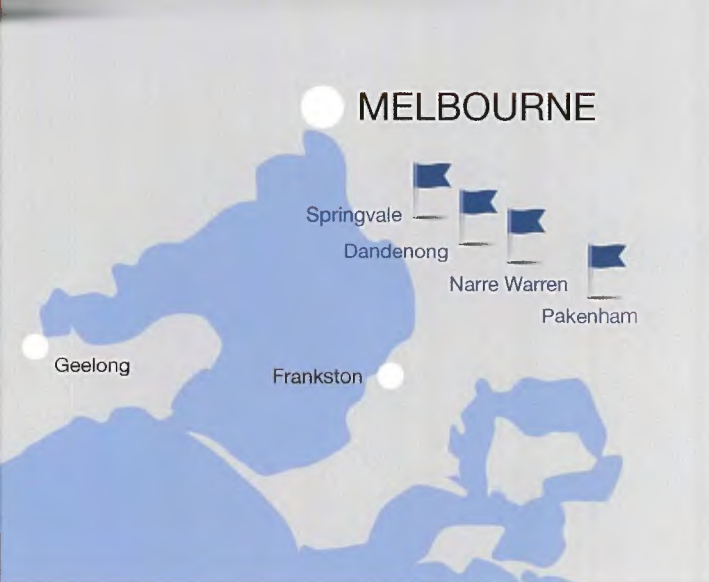 MELBOURNE
Springvale
Dandenong
Narre Warren
Pakenham
Geelong
Frankston